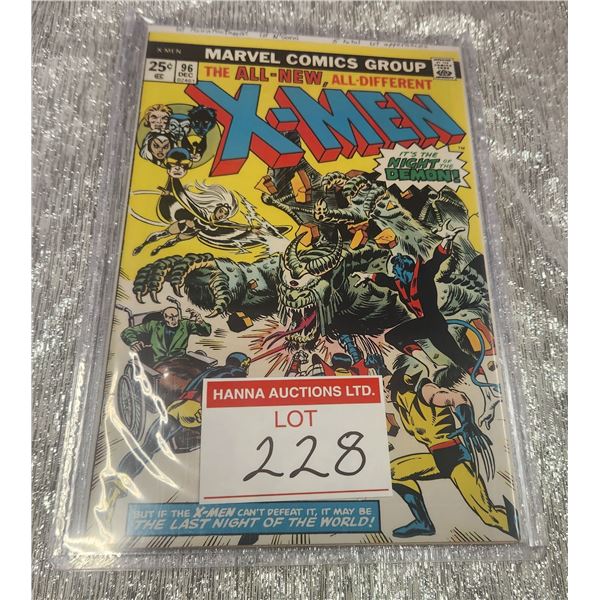 X-MEN
25¢
96
DEC
02461
MARVEL COMICS GROUP
THE ALL-NEW, ALL-DIFFERENT
X-MEN
IT'S THE
NIGHT OF THE
DEMON!
HANNA AUCTIONS LTD.
LOT
228
BUT IF THE X-MEN CAN'T DEFEAT IT, IT MAY BE
THE LAST NIGHT OF THE WORLD!